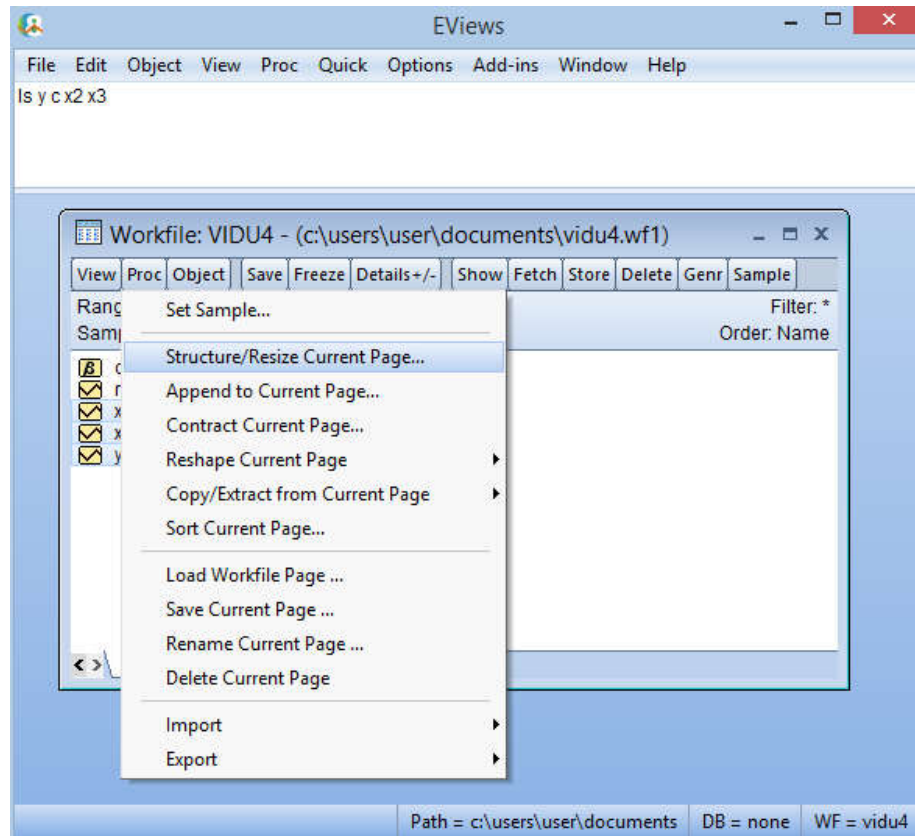 EViews
File Edit Object View Proc Quick Options Add-ins Window Help
ls y c x2 x3
Workfile: VIDU4 - (c:\users\user\documents\vidu4.wf1)
View Proc Object Save Freeze Details+/- Show Fetch Store Delete Genr Sample
Filter: *
Order: Name
Set Sample...
Structure/Resize Current Page...
Append to Current Page...
Contract Current Page...
Reshape Current Page
Copy/Extract from Current Page
Sort Current Page...
Load Workfile Page ...
Save Current Page ...
Rename Current Page ...
Delete Current Page
Import
Export
Path = c:\users\user\documents DB = none WF = vidu4